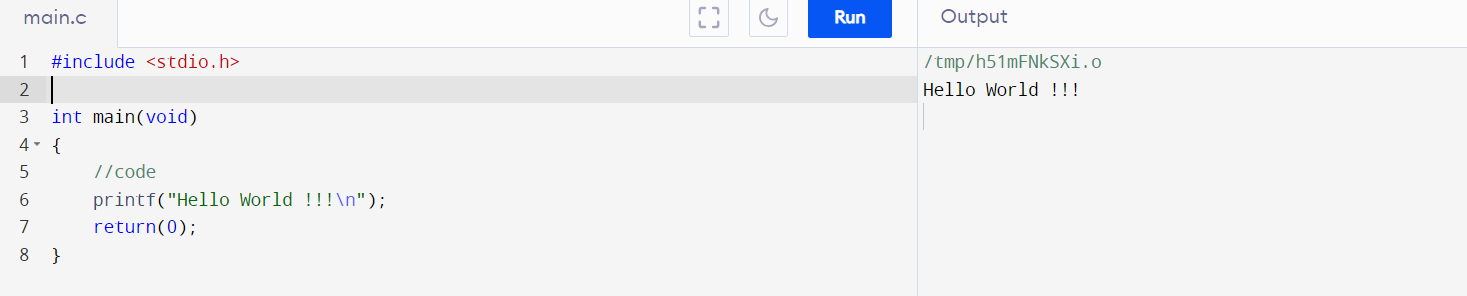 main.c
Run
Output
1 #include <stdio.h>
2
3 int main(void)
4 {
5     //code
6     printf("Hello World !!!\n");
7     return(0);
8 }
/tmp/h51mFNkSXi.o
Hello World !!!